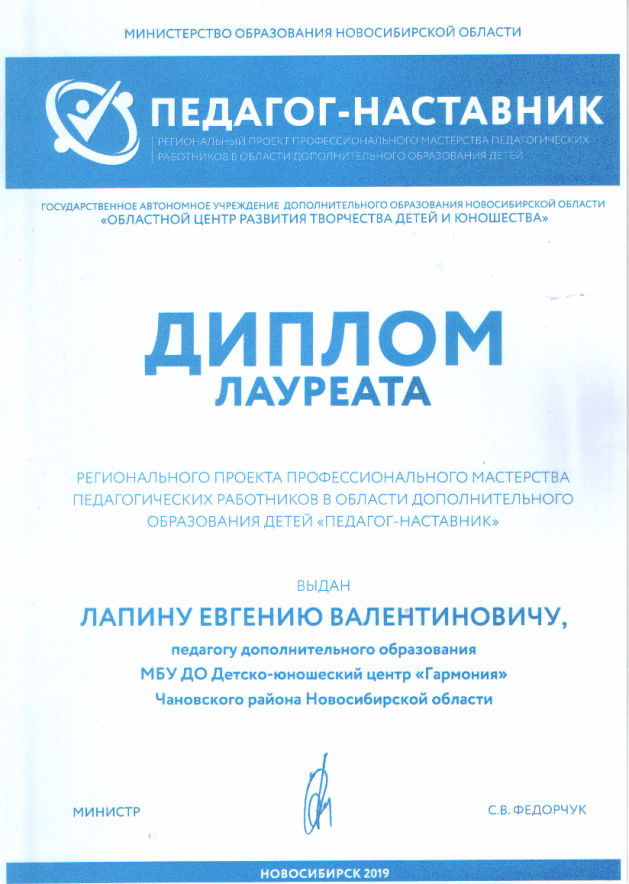 МИНИСТЕРСТВО ОБРАЗОВАНИЯ НОВОСИБИРСКОЙ ОБЛАСТИ
ПЕДАГОГ-НАСТАВНИК
РЕГИОНАЛЬНЫЙ ПРОЕКТ ПРОФЕССИОНАЛЬНОГО МАСТЕРСТВА ПЕДАГОГИЧЕСКИХ
РАБОТНИКОВ В ОБЛАСТИ ДОПОЛНИТЕЛЬНОГО ОБРАЗОВАНИЯ ДЕТЕЙ
ГОСУДАРСТВЕННОЕ АВТОНОМНОЕ УЧРЕЖДЕНИЕ ДОПОЛНИТЕЛЬНОГО ОБРАЗОВАНИЯ НОВОСИБИРСКОЙ ОБЛАСТИ
«ОБЛАСТНОЙ ЦЕНТР РАЗВИТИЯ ТВОРЧЕСТВА ДЕТЕЙ И ЮНОШЕСТВА»
ДИПЛОМ
ЛАУРЕАТА
РЕГИОНАЛЬНОГО ПРОЕКТА ПРОФЕССИОНАЛЬНОГО МАСТЕРСТВА
ПЕДАГОГИЧЕСКИХ РАБОТНИКОВ В ОБЛАСТИ ДОПОЛНИТЕЛЬНОГО
ОБРАЗОВАНИЯ ДЕТЕЙ «ПЕДАГОГ-НАСТАВНИК»
ВЫДАН
ЛАПИНУ ЕВГЕНИЮ ВАЛЕНТИНОВИЧУ,
педагогу дополнительного образования
МБУ ДО Детско-юношеский центр «Гармония»
Чановского района Новосибирской области
МИНИСТР
С.В. ФЕДОРЧУК
НОВОСИБИРСК 2019